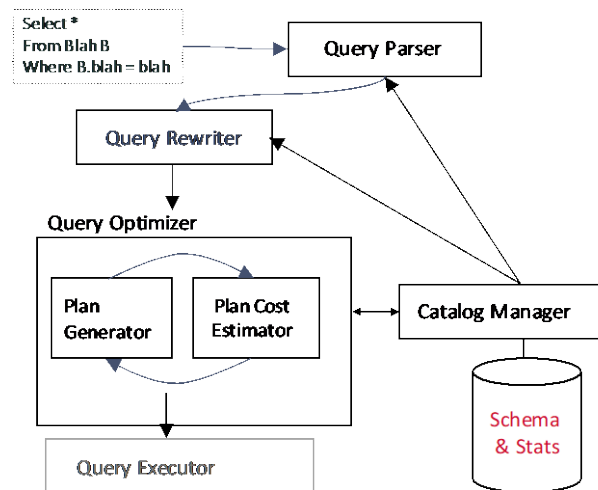 Select *
From Blah B
Where B.blah = blah
Query Parser
Query Rewriter
Query Optimizer
Plan
Generator
Plan Cost
Estimator
Catalog Manager
Schema
& Stats
Query Executor